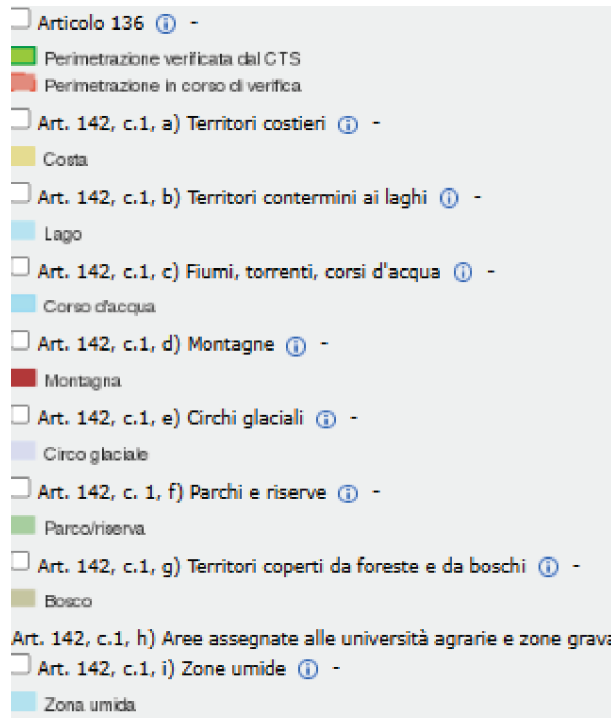 Articolo 136 -
Perimetrazione verificata dal CTS
Perimetrazione in corso di verifica
Art. 142, c.1, a) Territori costieri -
Costa
Art. 142, c.1, b) Territori contermini ai laghi -
Lago
Art. 142, c.1, c) Fiumi, torrenti, corsi d'acqua -
Corso d'acqua
Art. 142, c.1, d) Montagne -
Montagna
Art. 142, c.1, e) Circhi glaciali -
Circo glaciale
Art. 142, c. 1, f) Parchi e riserve -
Parco/riserva
Art. 142, c.1, g) Territori coperti da foreste e da boschi -
Bosco
Art. 142, c.1, h) Aree assegnate alle università agrarie e zone grava
Art. 142, c.1, i) Zone umide -
Zona umida